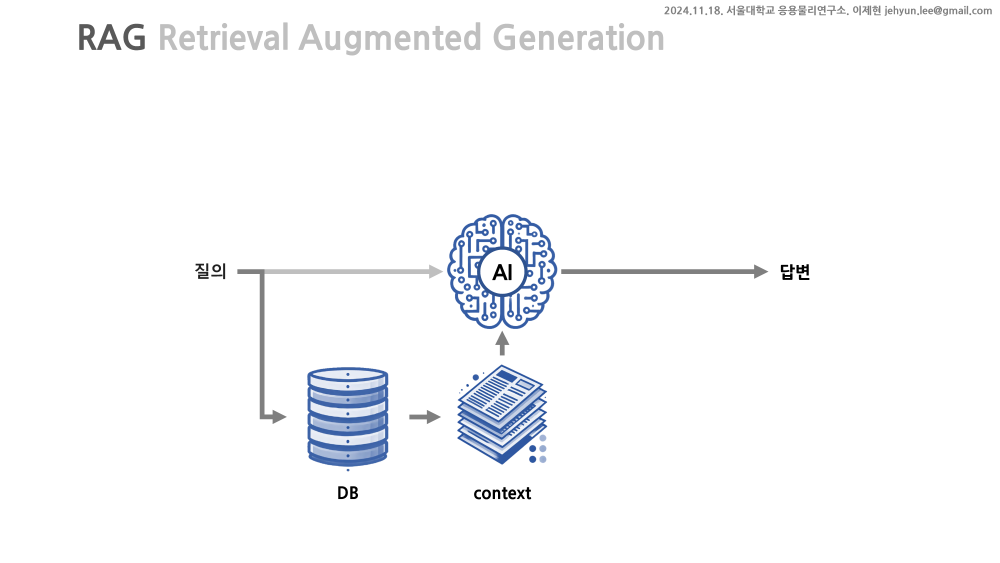 2024.11.18. 서울대학교 응용물리연구소. 이제현 jehyun.lee@gmail.com
RAG Retrieval Augmented Generation
질의
AI
답변
DB
context